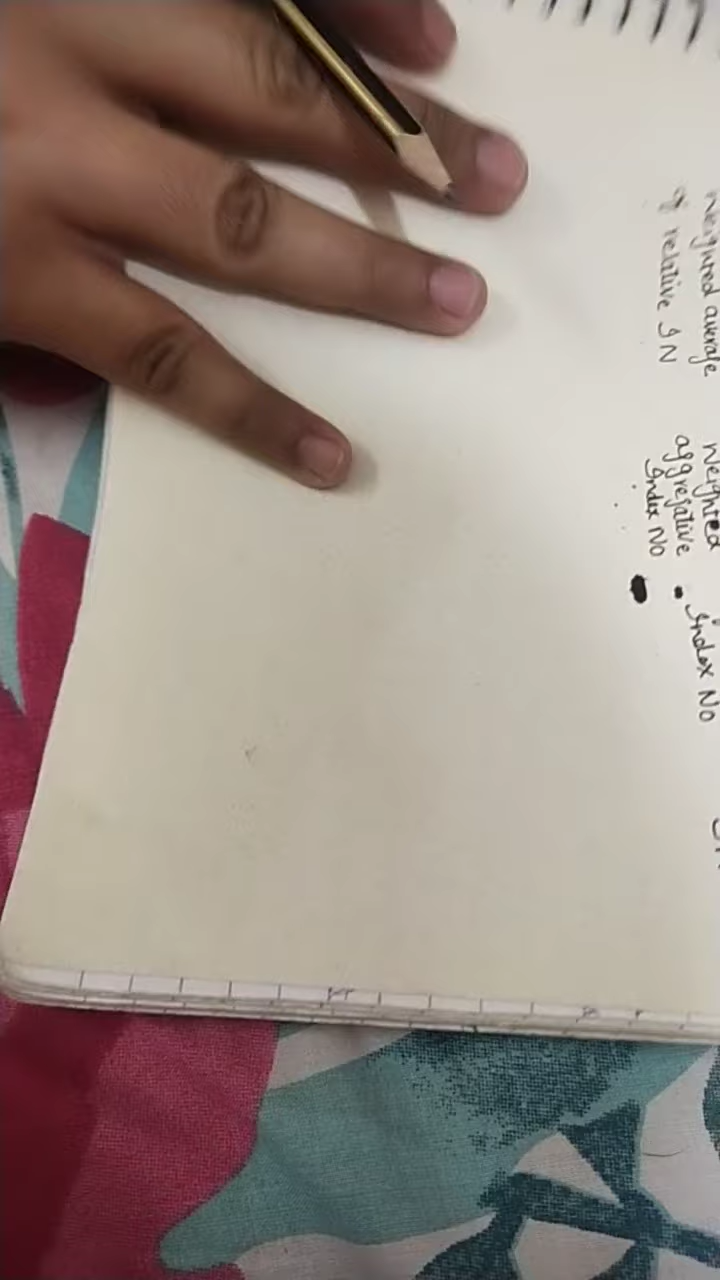 Weighted average
of relative IN
Weighted
aggregative
Index No
Index No